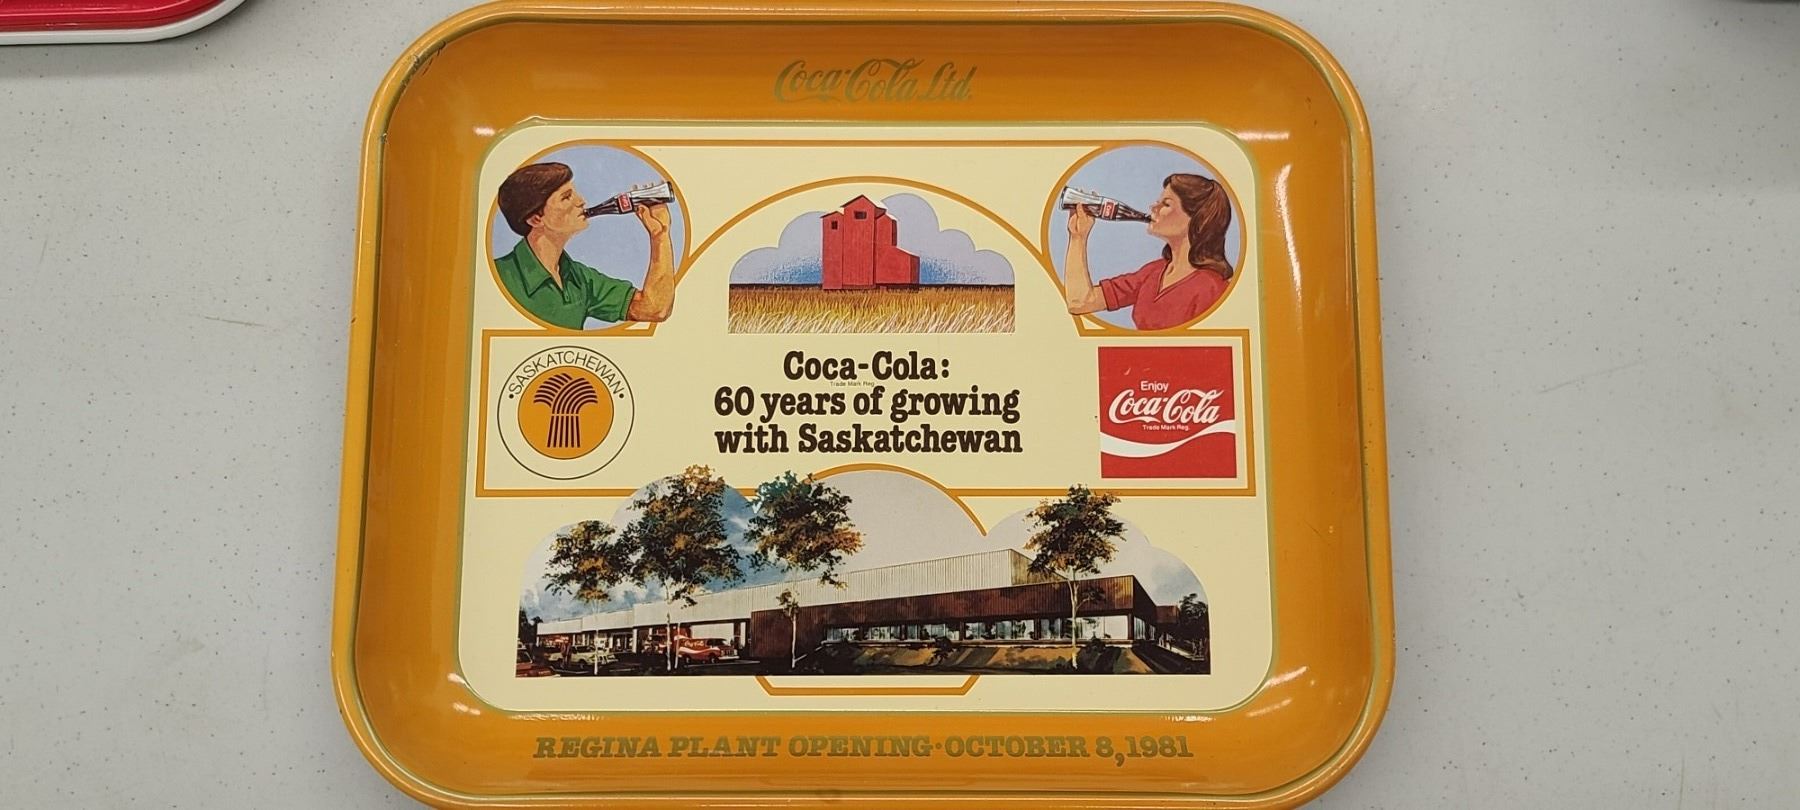 Coca-Cola Ltd.
SASKATCHEWAN
Coca-Cola:
Trade Mark Reg.
60 years of growing
with Saskatchewan
Enjoy
Coca-Cola
Trade Mark Reg.
REGINA PLANT OPENING·OCTOBER 8,1981